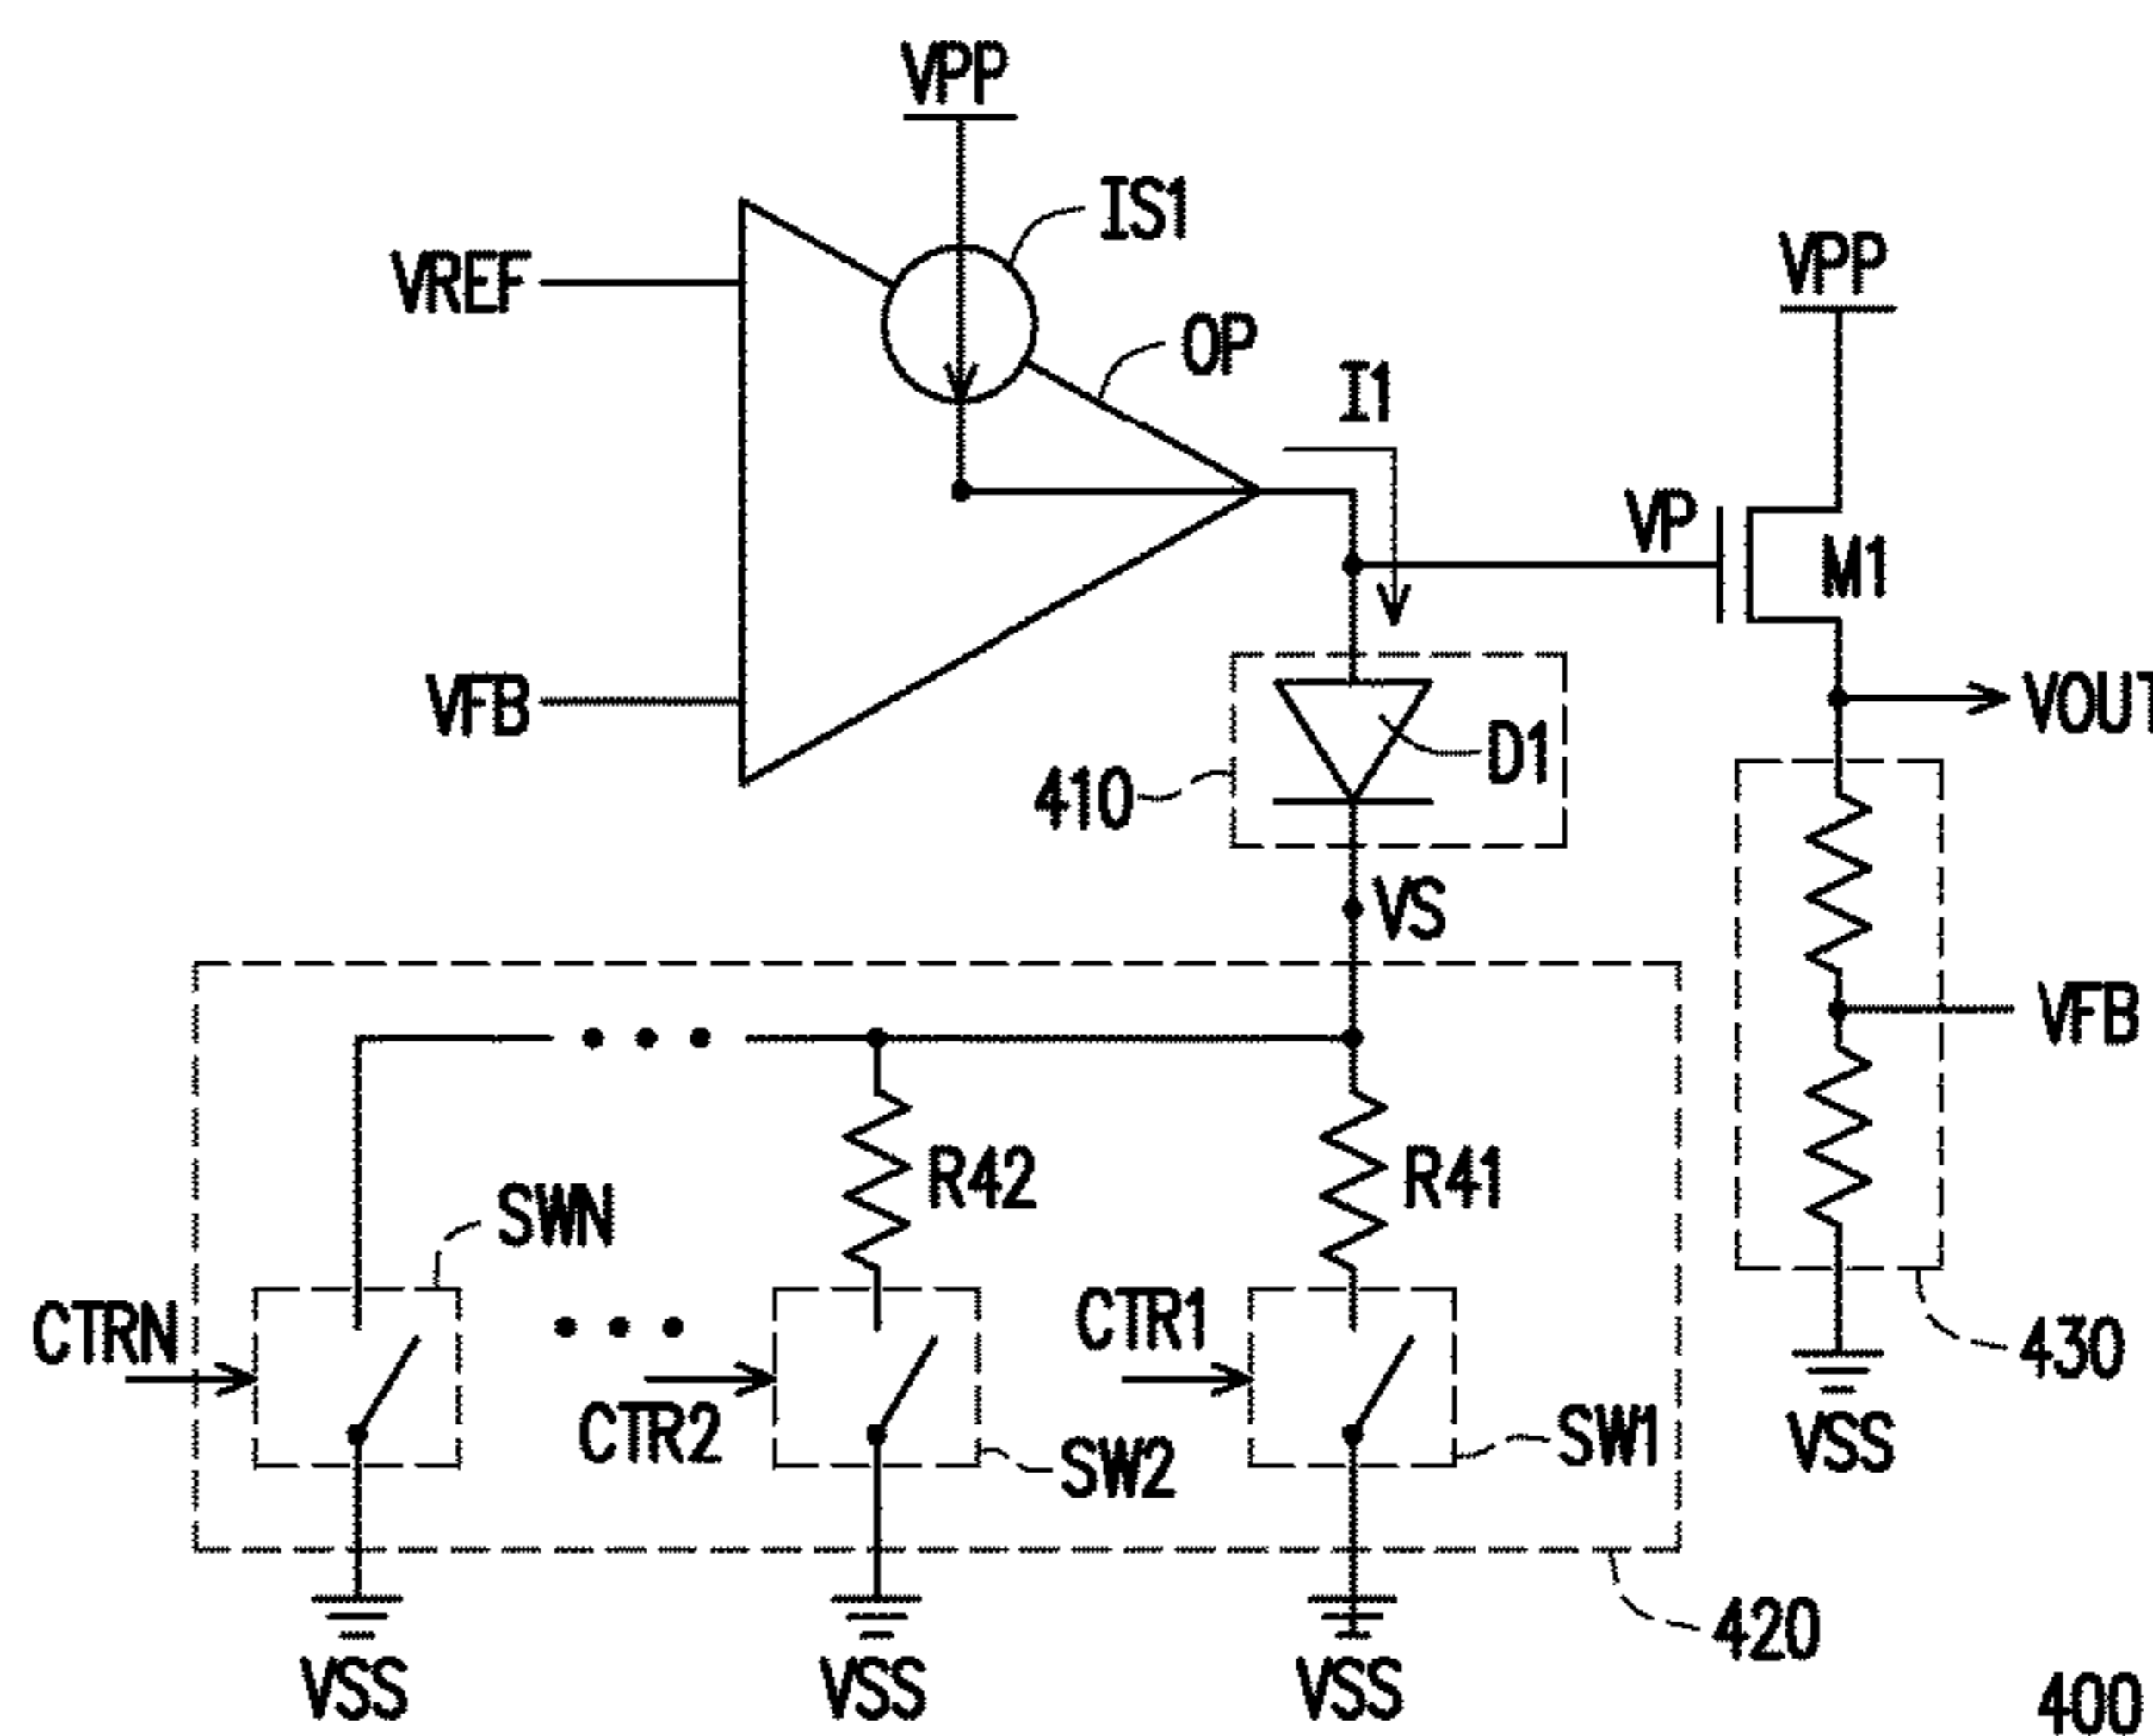 VPP
IS1
VREF
VPP
OP
I1
VP
M1
VFB
VOUT
D1
410
VS
VFB
R42
R41
SWN
CTRN
CTR1
430
CTR2
SW1
VSS
SW2
420
VSS
VSS
VSS
400